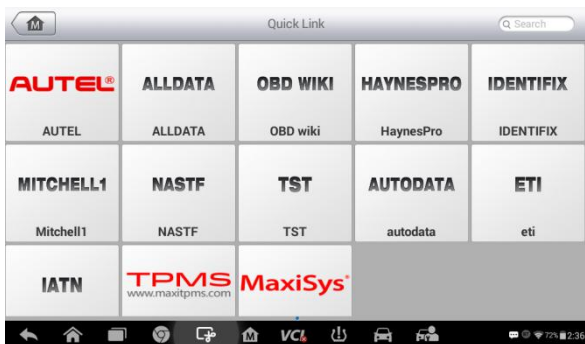 M
Quick Link
Search
AUTEL®
ALLDATA
OBD WIKI
HAYNESPRO
IDENTIFIX
AUTEL
ALLDATA
OBD wiki
HaynesPro
IDENTIFIX
MITCHELL1
NASTF
TST
AUTODATA
ETI
Mitchell1
NASTF
TST
autodata
eti
IATN
TPMS
www.maxitpms.com
MaxiSys
M
VCI
72%
2:36